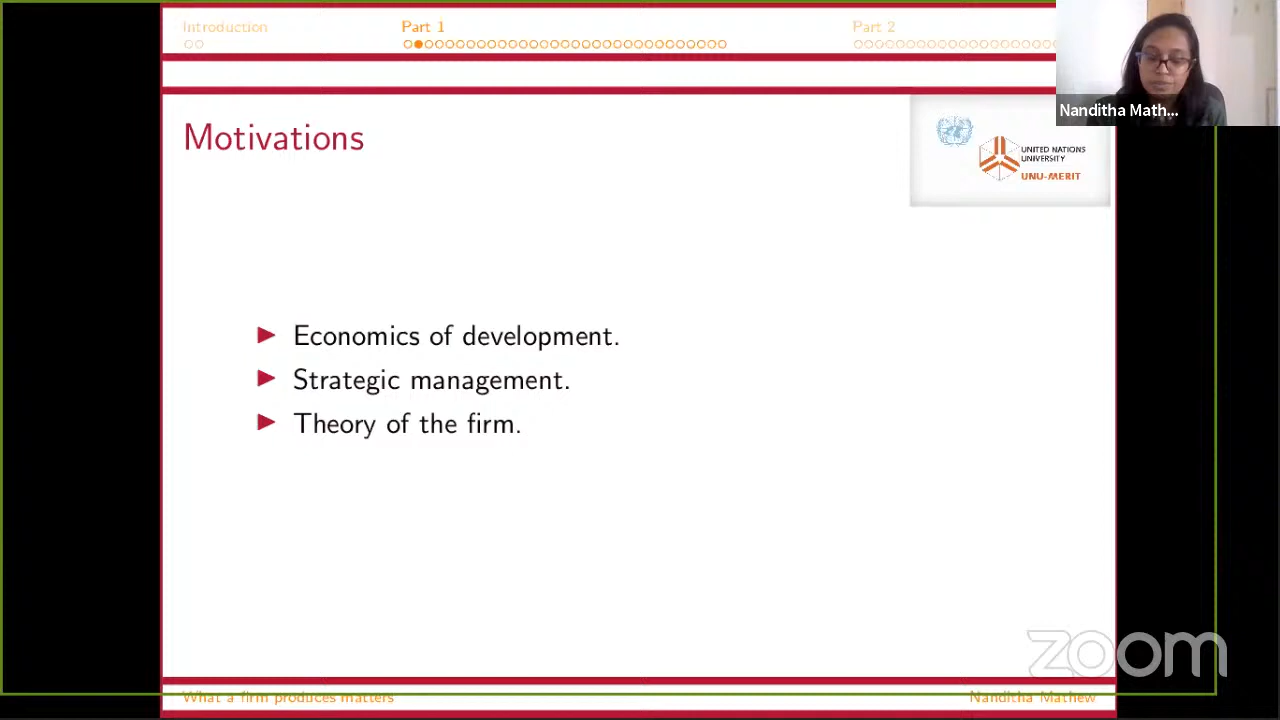 Introduction
Part 1
Part 2
Nanditha Math...
Motivations
UNITED NATIONS
UNIVERSITY
UNU-MERIT
Economics of development.
Strategic management.
Theory of the firm.
zoom
What a firm produces matters
Nanditha Mathew